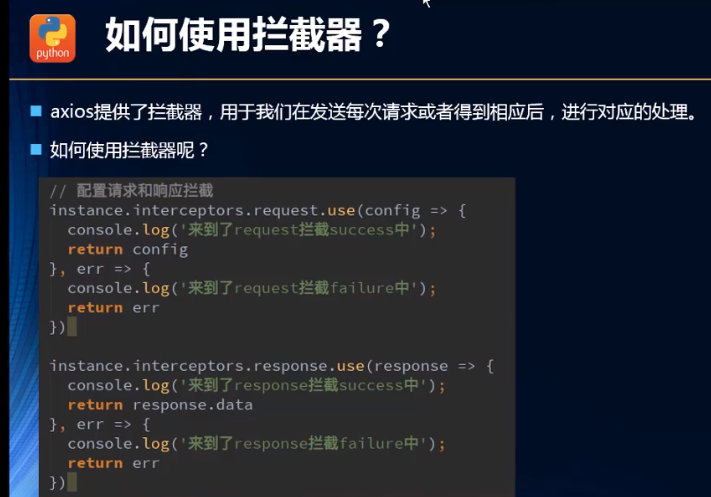 python
如何使用拦截器？
axios提供了拦截器，用于我们在发送每次请求或者得到相应后，进行对应的处理。
如何使用拦截器呢？
// 配置请求和响应拦截
instance.interceptors.request.use(config => {
  console.log('来到了request拦截success中');
  return config
}, err => {
  console.log('来到了request拦截failure中');
  return err
})
instance.interceptors.response.use(response => {
  console.log('来到了response拦截success中');
  return response.data
}, err => {
  console.log('来到了response拦截failure中');
  return err
})